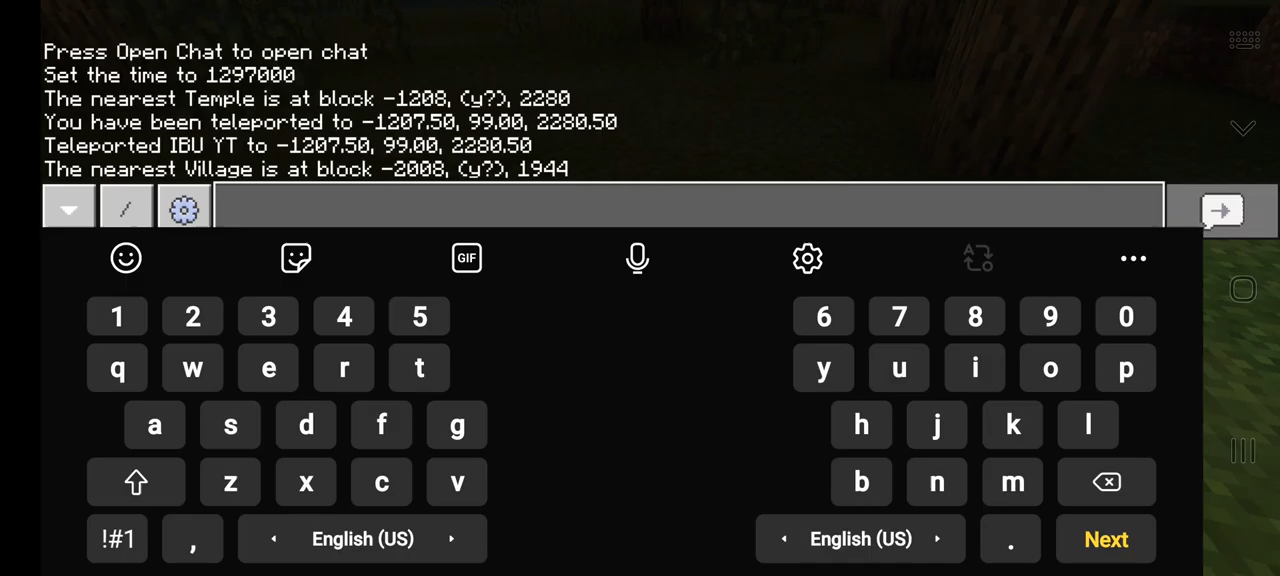 Press Open Chat to open chat
Set the time to 1297000
The nearest Temple is at block -1208, (y?), 2280
You have been teleported to -1207.50, 99.00, 2280.50
Teleported IBU YT to -1207.50, 99.00, 2280.50
The nearest Village is at block -2008, (y?), 1944
/
GIF
1 2 3 4 5 6 7 8 9 0
q w e r t y u i o p
a s d f g h j k l
z x c v b n m
!#1 , English (US) English (US) . Next